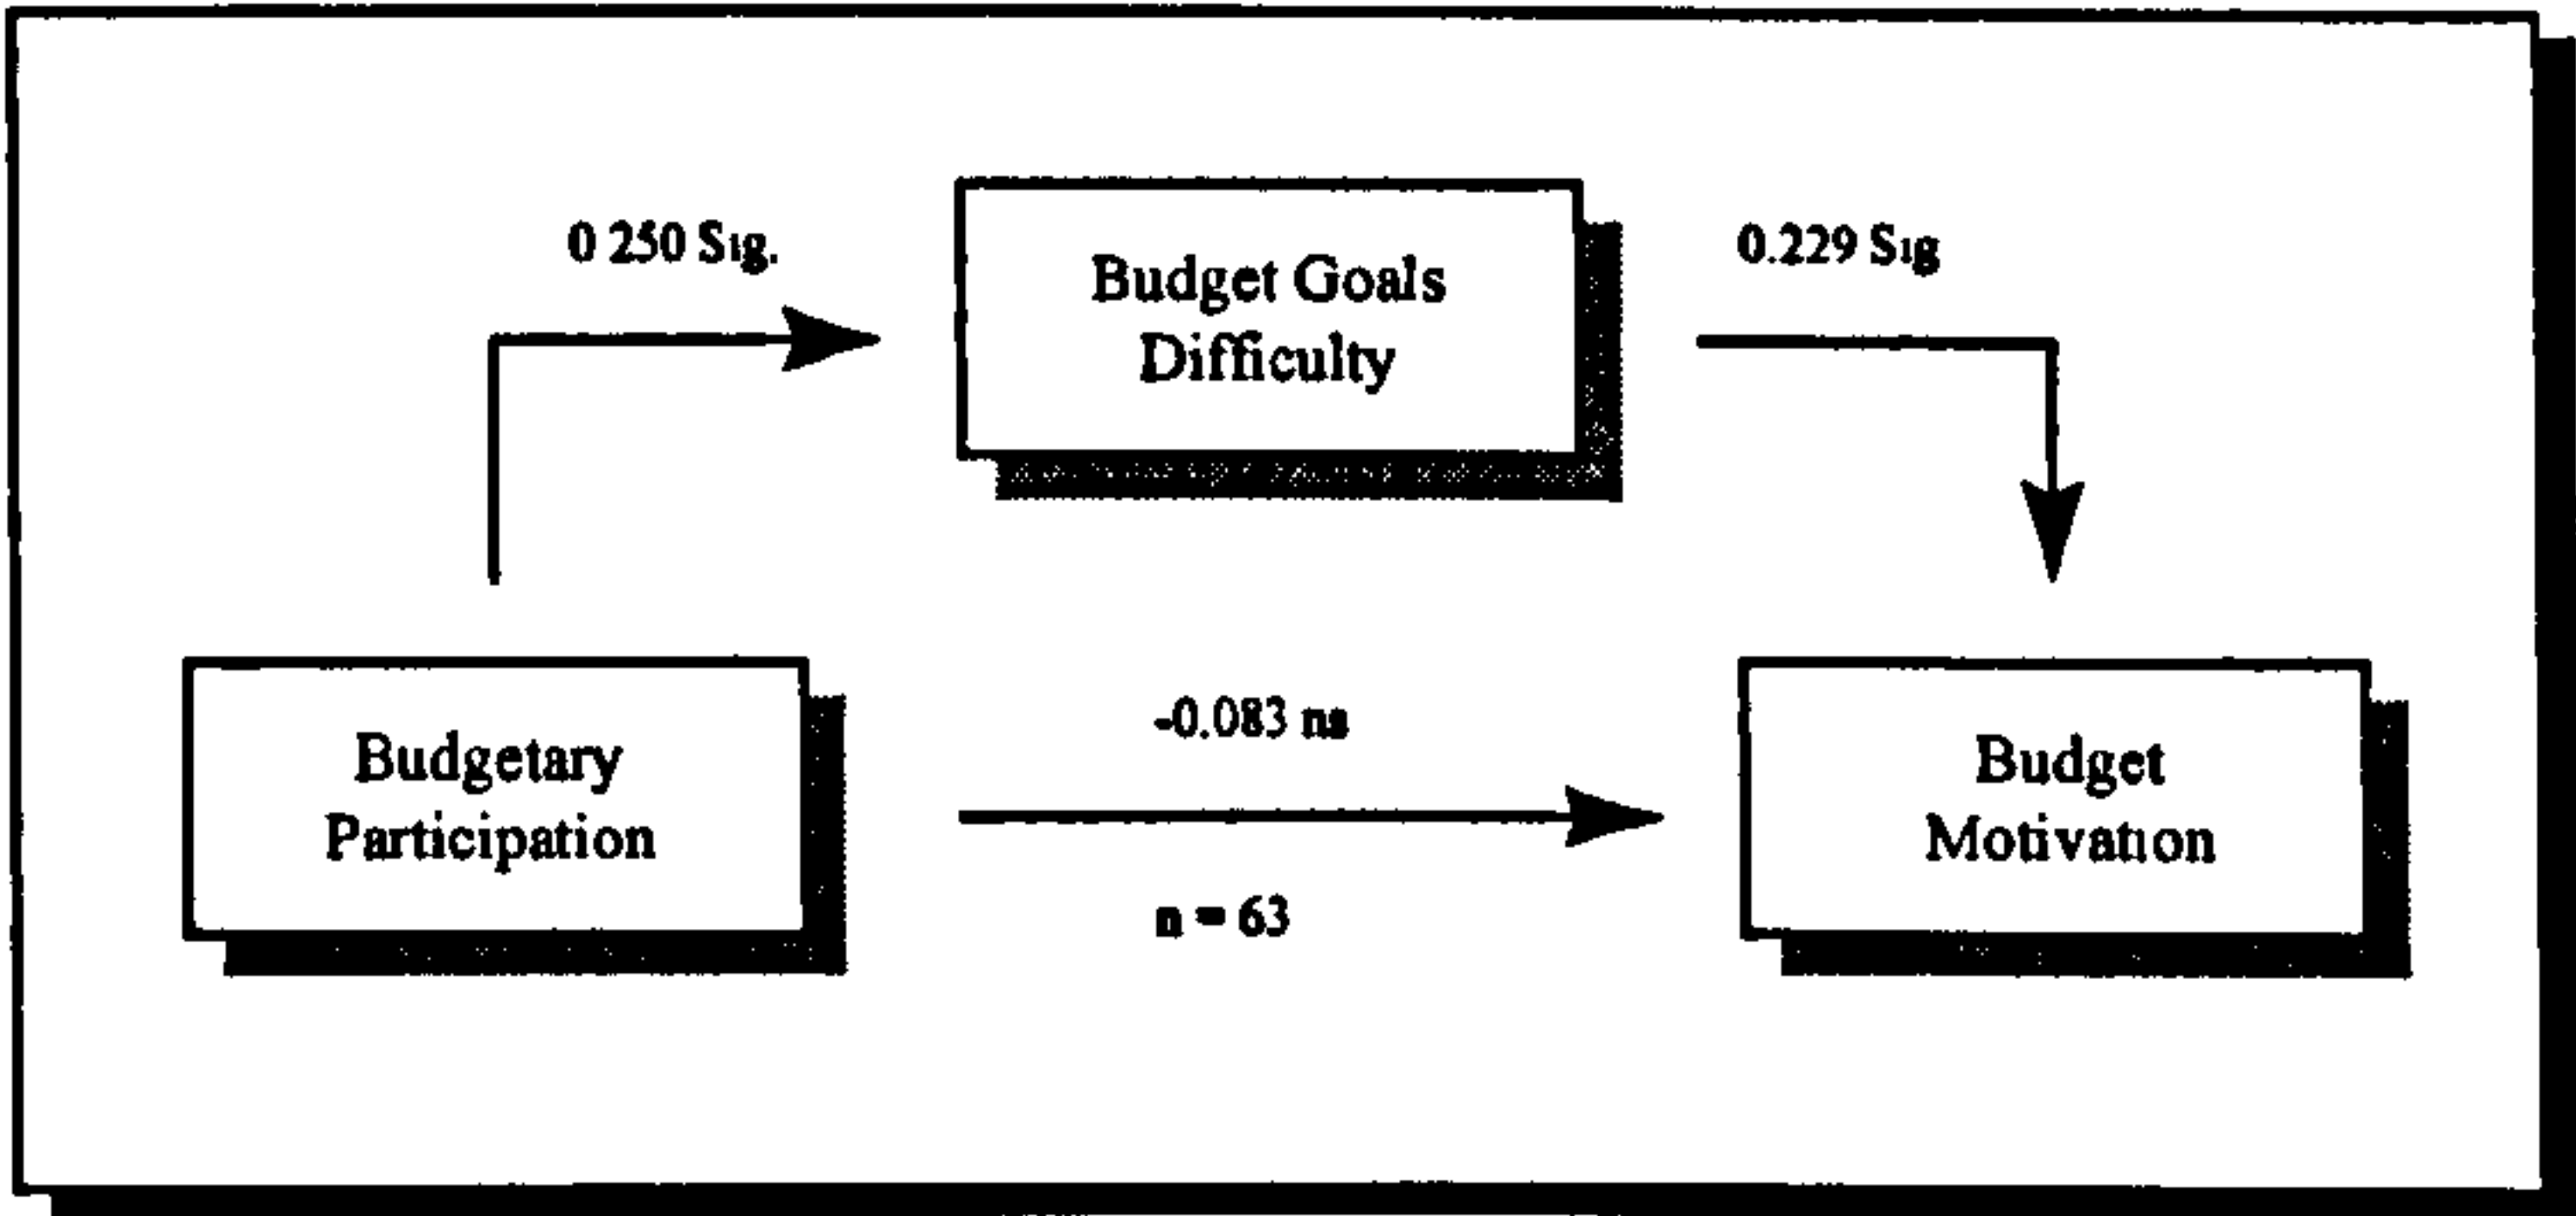 0 250 Sig.
Budget Goals
Difficulty
0.229 Sig
Budgetary
Participation
-0.083 ns
n = 63
Budget
Motivation